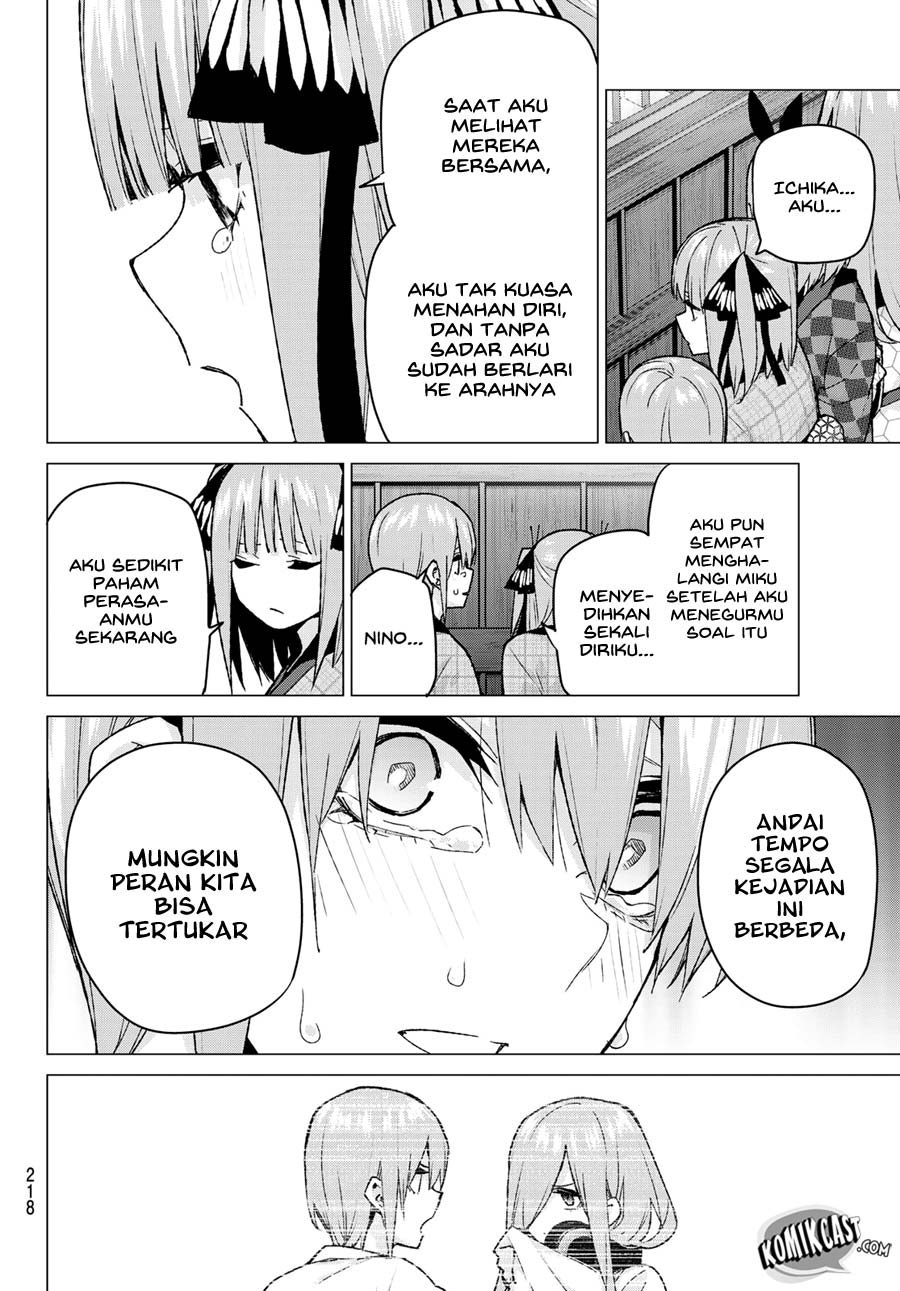 ICHIKA...
AKU...
SAAT AKU
MELIHAT
MEREKA
BERSAMA,
AKU TAK KUASA
MENAHAN DIRI,
DAN TANPA
SADAR AKU
SUDAH BERLARI
KE ARAHNYA
AKU PUN
SEMPAT
MENGHA-
LANGI MIKU
SETELAH AKU
MENEGURMU
SOAL ITU
MENYE-
DIHKAN
SEKALI
DIRIKU...
NINO...
AKU SEDIKIT
PAHAM
PERASA-
ANMU
SEKARANG
ANDAI
TEMPO
SEGALA
KEJADIAN
INI
BERBEDA,
MUNGKIN
PERAN KITA
BISA
TERTUKAR
218
KOMIKCAST.COM